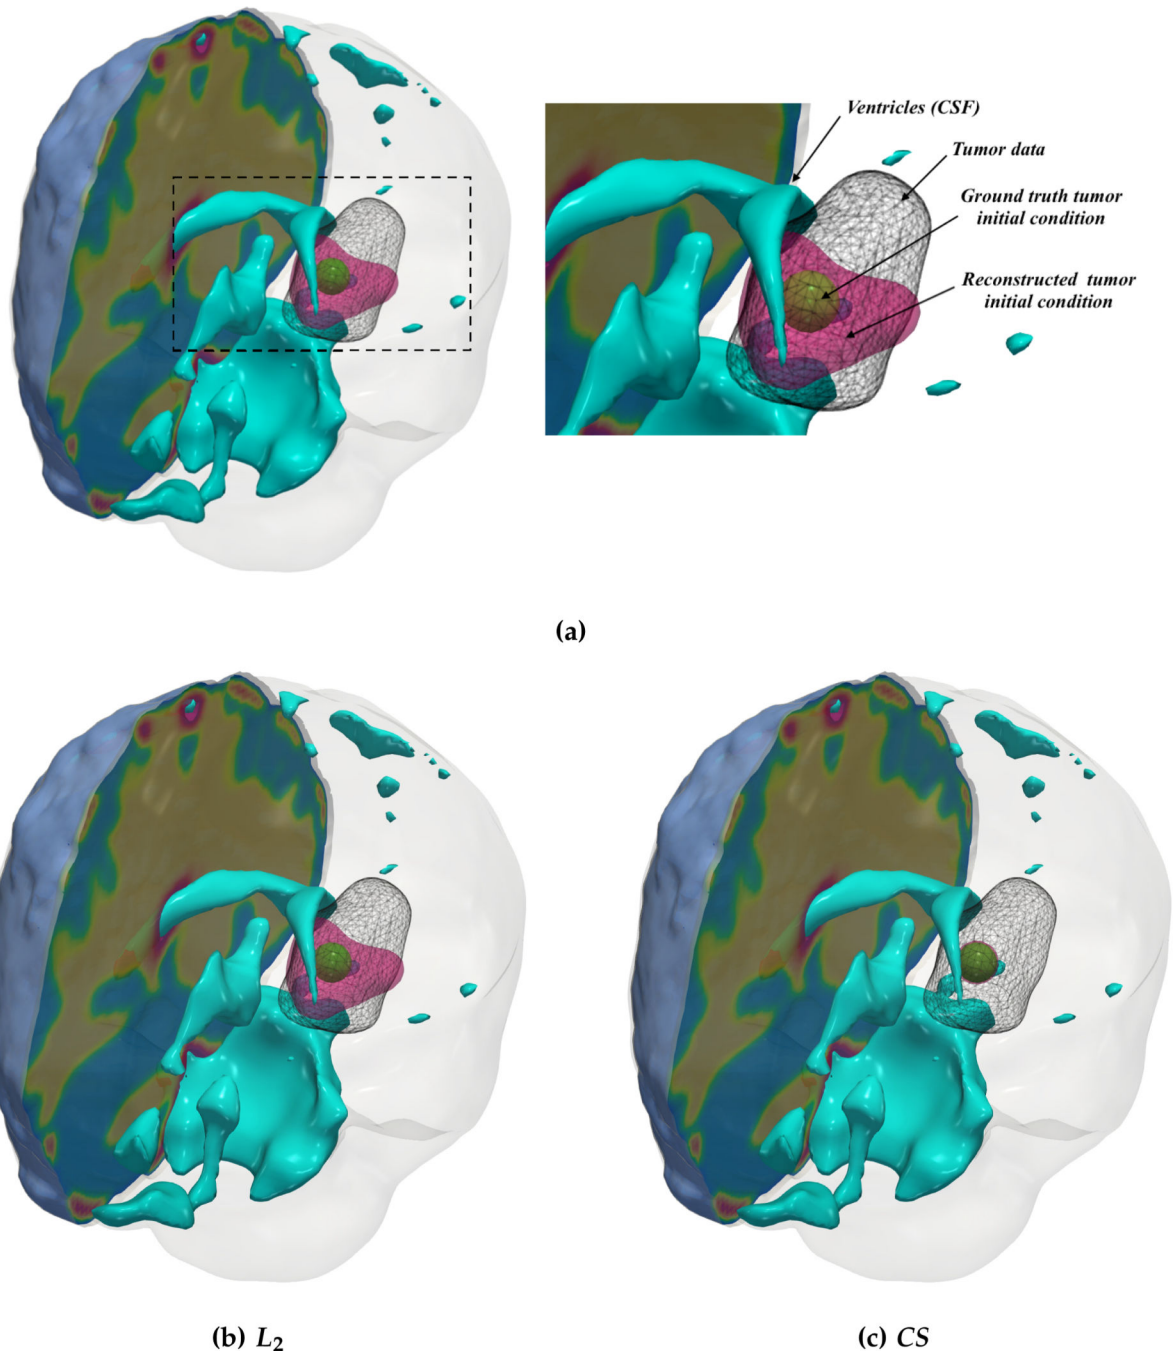 Ventricles (CSF)
Tumor data
Ground truth tumor
initial condition
Reconstructed tumor
initial condition
(a)
(b) L₂
(c) CS